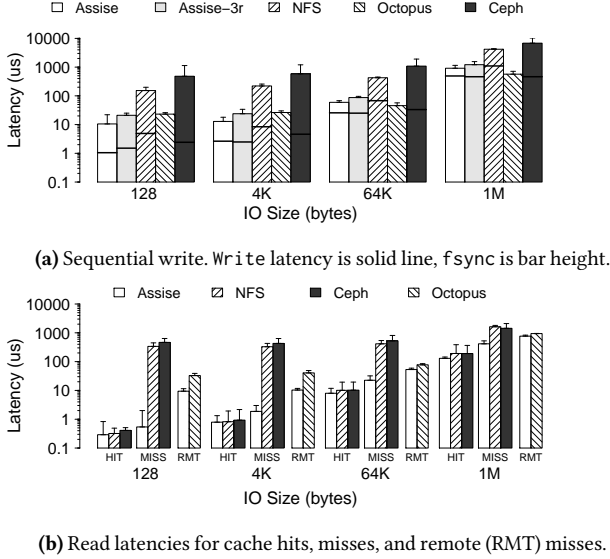 Assise Assise-3r NFS Octopus Ceph
10000
1000
100
10
1
0.1
Latency (us)
128 4K 64K 1M
IO Size (bytes)
(a) Sequential write. Write latency is solid line, fsync is bar height.
Assise NFS Ceph Octopus
10000
1000
100
10
1
0.1
Latency (us)
HIT MISS RMT HIT MISS RMT HIT MISS RMT HIT MISS RMT
128 4K 64K 1M
IO Size (bytes)
(b) Read latencies for cache hits, misses, and remote (RMT) misses.